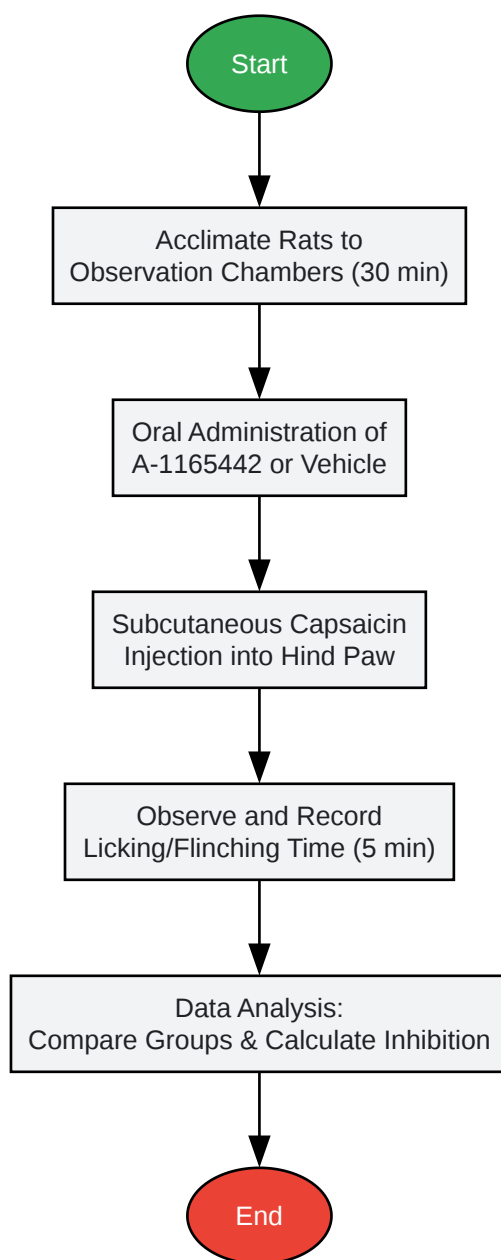 Start
Acclimate Rats to
Observation Chambers (30 min)
Oral Administration of
A-1165442 or Vehicle
Subcutaneous Capsaicin
Injection into Hind Paw
Observe and Record
Licking/Flinching Time (5 min)
Data Analysis:
Compare Groups & Calculate Inhibition
End